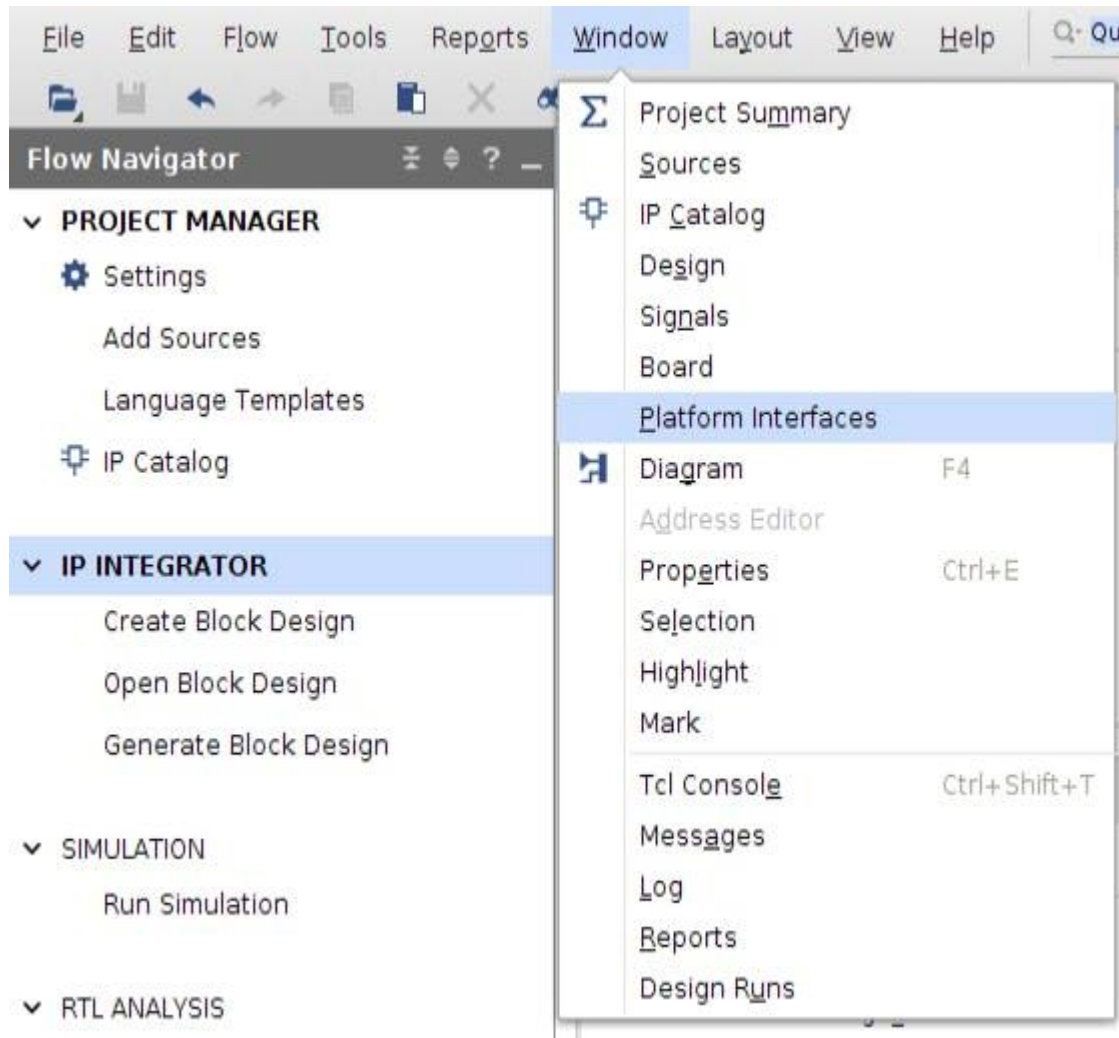 File Edit Flow Tools Reports Window Layout View Help Qu
Flow Navigator ? _
PROJECT MANAGER
Settings
Add Sources
Language Templates
IP Catalog
IP INTEGRATOR
Create Block Design
Open Block Design
Generate Block Design
SIMULATION
Run Simulation
RTL ANALYSIS
Σ Project Summary
Sources
IP Catalog
Design
Signals
Board
Platform Interfaces
Diagram F4
Address Editor
Properties Ctrl+E
Selection
Highlight
Mark
Tcl Console Ctrl+Shift+T
Messages
Log
Reports
Design Runs